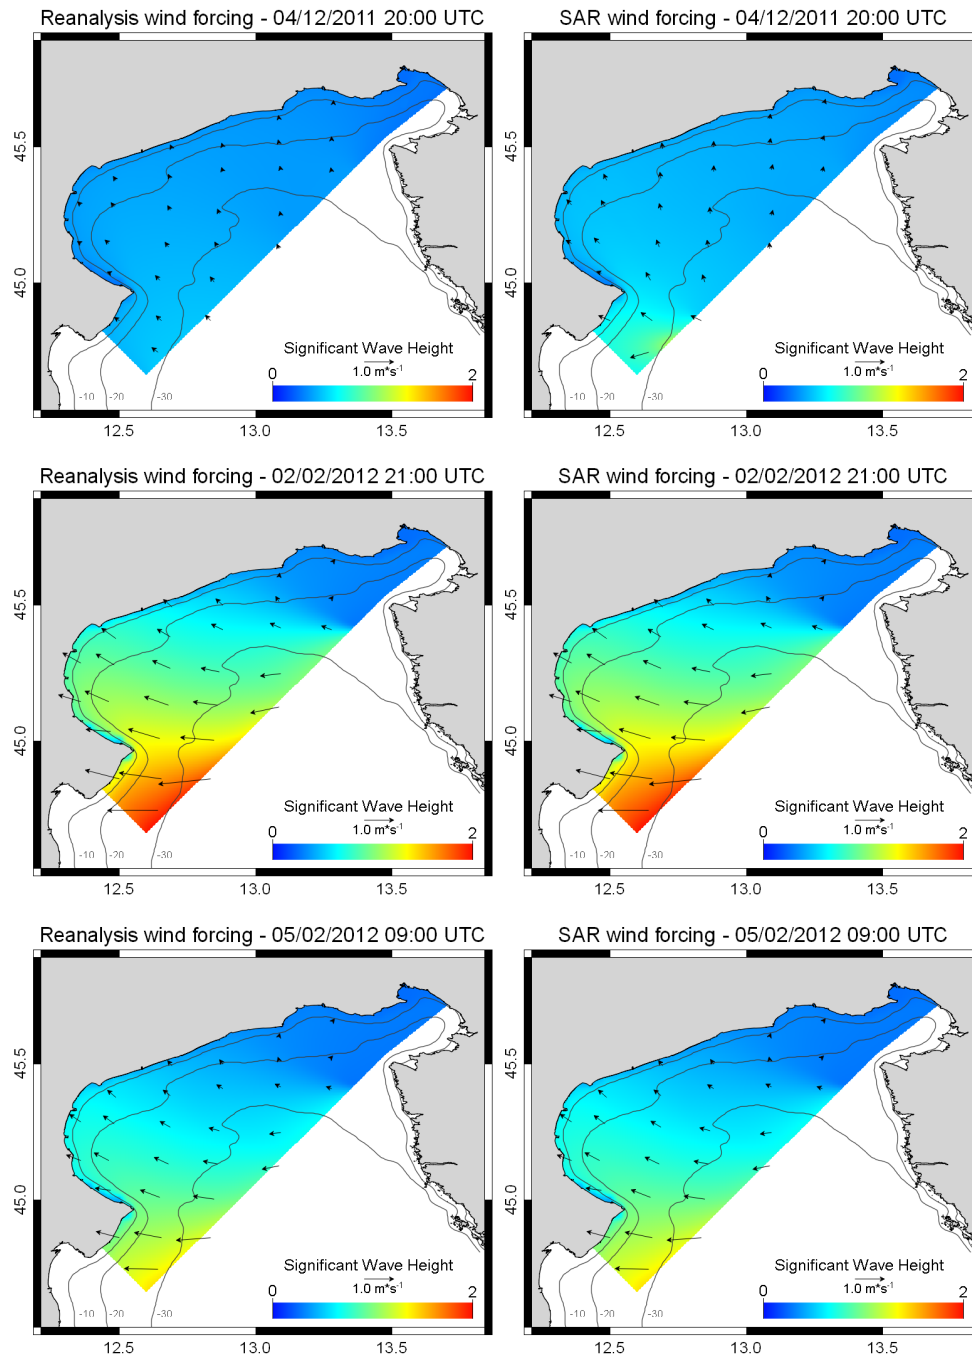 Reanalysis wind forcing - 04/12/2011 20:00 UTC
45.5
45.0
Significant Wave Height
1.0 m*s-1
0 2
-10 -20 -30
12.5 13.0 13.5
SAR wind forcing - 04/12/2011 20:00 UTC
45.5
45.0
Significant Wave Height
1.0 m*s-1
0 2
-10 -20 -30
12.5 13.0 13.5
Reanalysis wind forcing - 02/02/2012 21:00 UTC
45.5
45.0
Significant Wave Height
1.0 m*s-1
0 2
-10 -20 -30
12.5 13.0 13.5
SAR wind forcing - 02/02/2012 21:00 UTC
45.5
45.0
Significant Wave Height
1.0 m*s-1
0 2
-10 -20 -30
12.5 13.0 13.5
Reanalysis wind forcing - 05/02/2012 09:00 UTC
45.5
45.0
Significant Wave Height
1.0 m*s-1
0 2
-10 -20 -30
12.5 13.0 13.5
SAR wind forcing - 05/02/2012 09:00 UTC
45.5
45.0
Significant Wave Height
1.0 m*s-1
0 2
-10 -20 -30
12.5 13.0 13.5